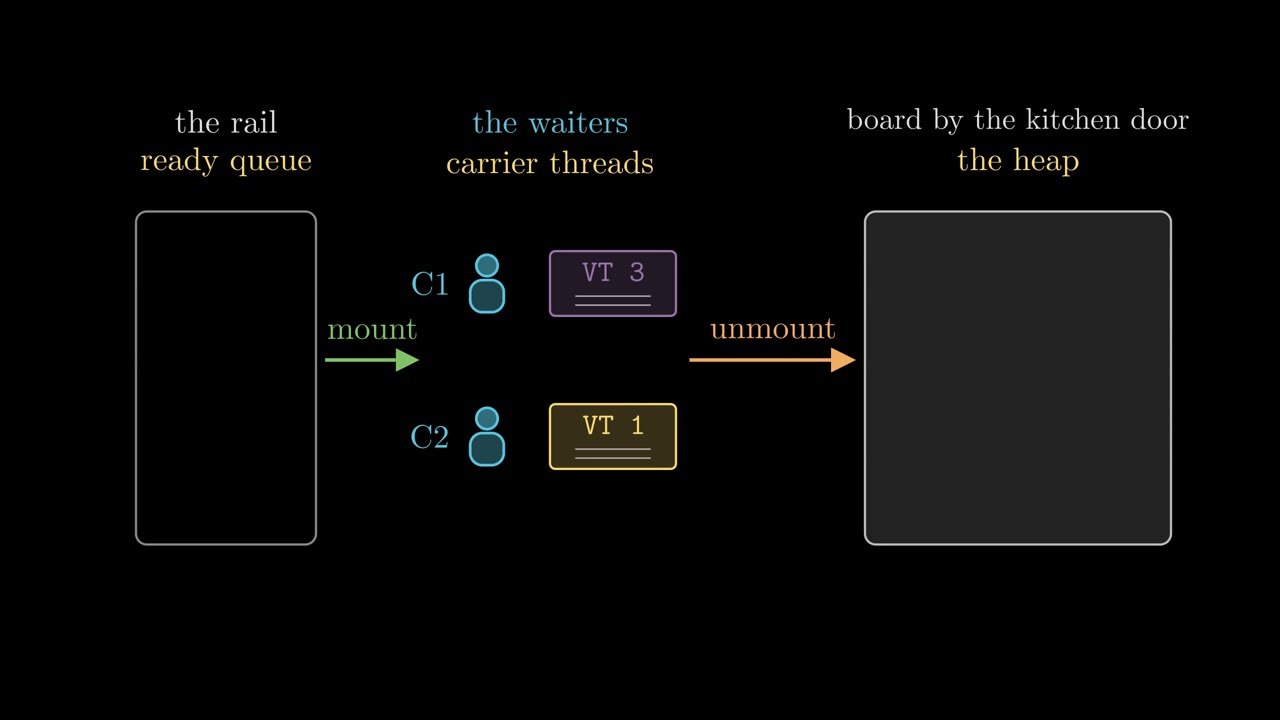 the rail
ready queue
the waiters
carrier threads
board by the kitchen door
the heap
C1
VT 3
mount
unmount
C2
VT 1